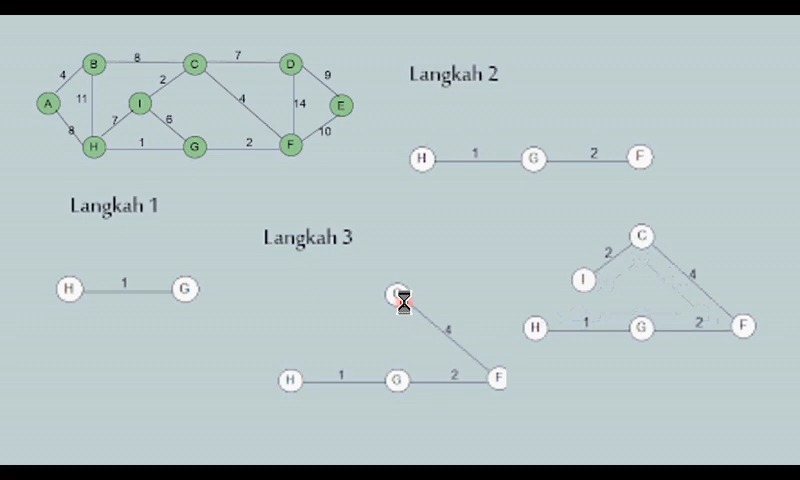 B 8 C 7 D
4 2 9
A 11 I 4 14 E
8 7 6 10
H 1 G 2 F
Langkah 2
H 1 G 2 F
Langkah 1
H 1 G
Langkah 3
4
H 1 G 2 F
C
2
I 4
H 1 G 2 F